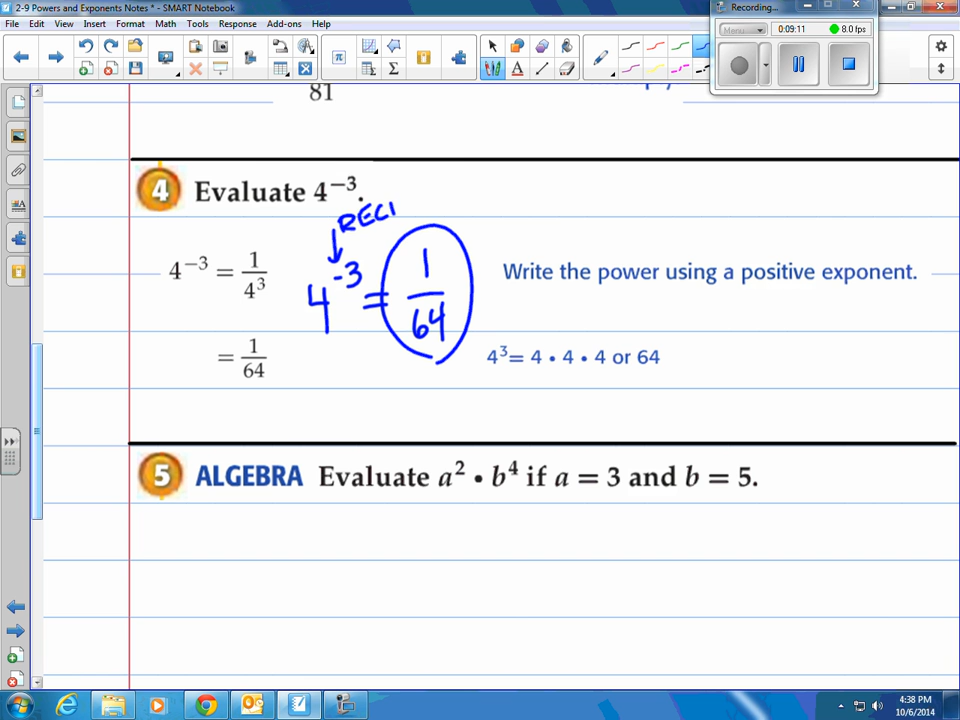 2-9 Powers and Exponents Notes * - SMART Notebook
Recording...
File Edit View Insert Format Math Tools Response Add-ons Help
Menu 0:09:11 8.0 fps
81
4 Evaluate 4⁻³.
RECI
4⁻³ = 1/4³
4⁻³ = 1/64
Write the power using a positive exponent.
= 1/64
4³= 4 • 4 • 4 or 64
5 ALGEBRA Evaluate a² • b⁴ if a = 3 and b = 5.
4:38 PM
10/6/2014